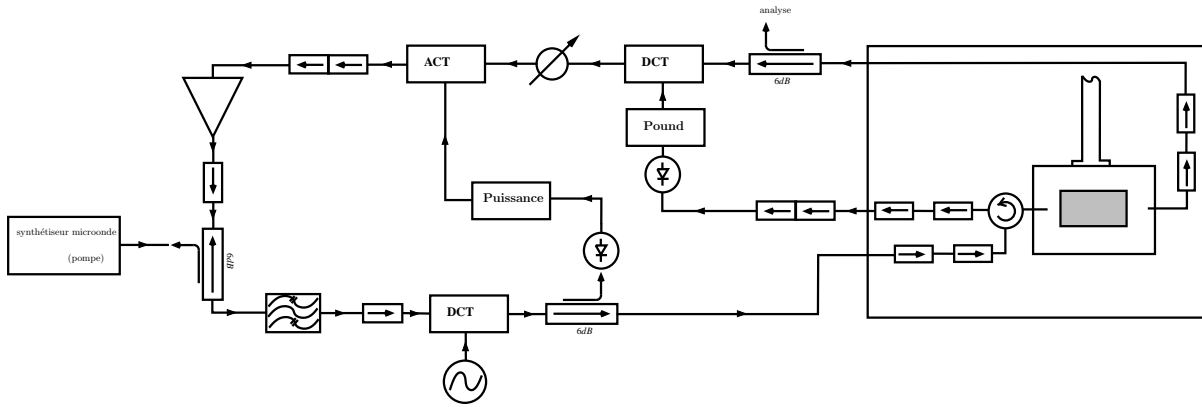 analyse
ACT
DCT
6dB
Pound
Puissance
synthétiseur microonde
(pompe)
6dB
DCT
6dB